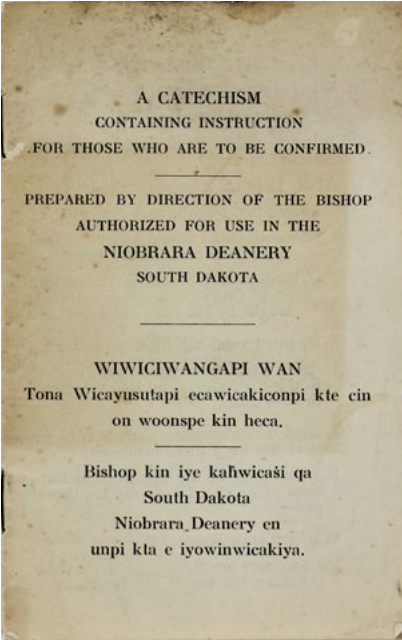 A CATECHISM
CONTAINING INSTRUCTION
FOR THOSE WHO ARE TO BE CONFIRMED.
PREPARED BY DIRECTION OF THE BISHOP
AUTHORIZED FOR USE IN THE
NIOBRARA DEANERY
SOUTH DAKOTA
WIWICIWANGAPI WAN
Tona Wicayusutapi ecawicakiconpi kte cin
on woonspe kin heca.
Bishop kin iye kaħwicaśi qa
South Dakota
Niobrara Deanery en
unpi kta e iyowinwicakiya.